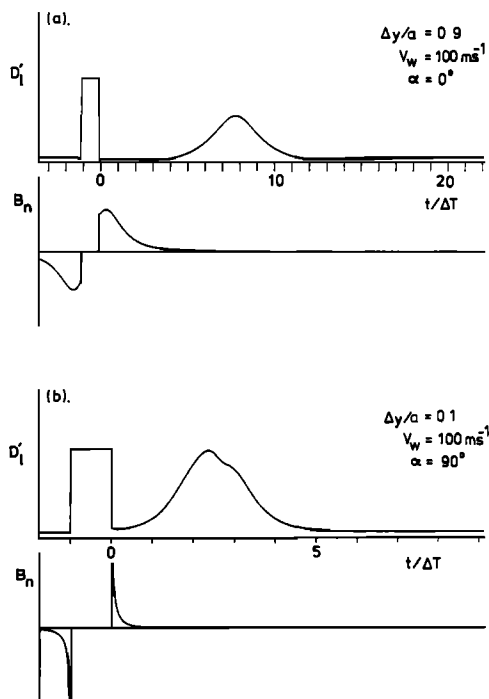 (a).
Δy/a = 0 9
V_w = 100 ms⁻¹
α = 0°
D'_l
0 10 20
t/ΔT
B_n
(b).
Δy/a = 0 1
V_w = 100 ms⁻¹
α = 90°
D'_l
0 5
t/ΔT
B_n